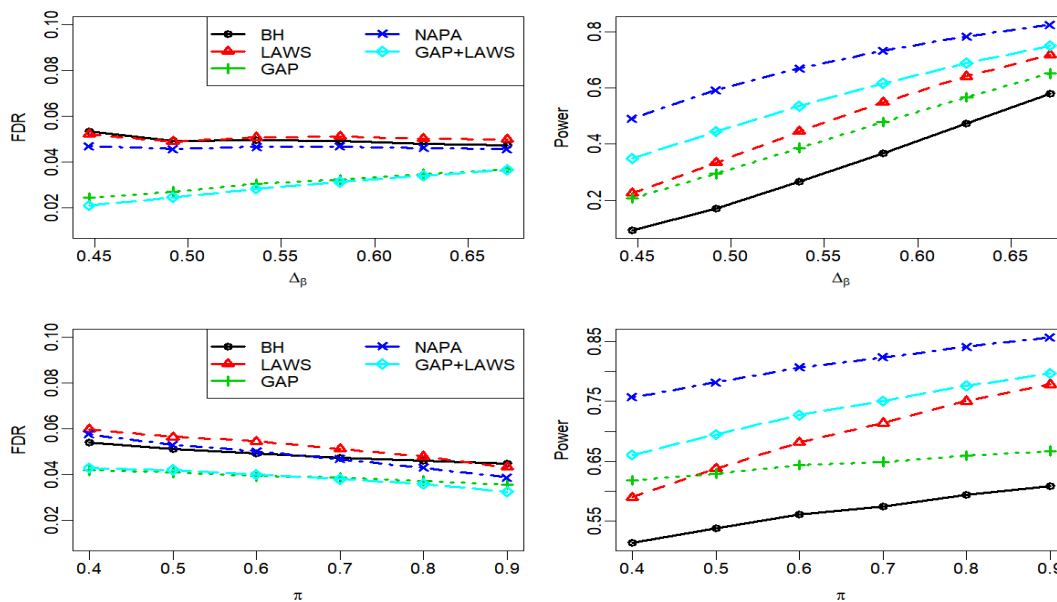 FDR
0.02 0.04 0.06 0.08 0.10
BH
LAWS
GAP
NAPA
GAP+LAWS
0.45 0.50 0.55 0.60 0.65
Δβ
Power
0.2 0.4 0.6 0.8
0.45 0.50 0.55 0.60 0.65
Δβ
FDR
0.02 0.04 0.06 0.08 0.10
BH
LAWS
GAP
NAPA
GAP+LAWS
0.4 0.5 0.6 0.7 0.8 0.9
π
Power
0.55 0.65 0.75 0.85
0.4 0.5 0.6 0.7 0.8 0.9
π